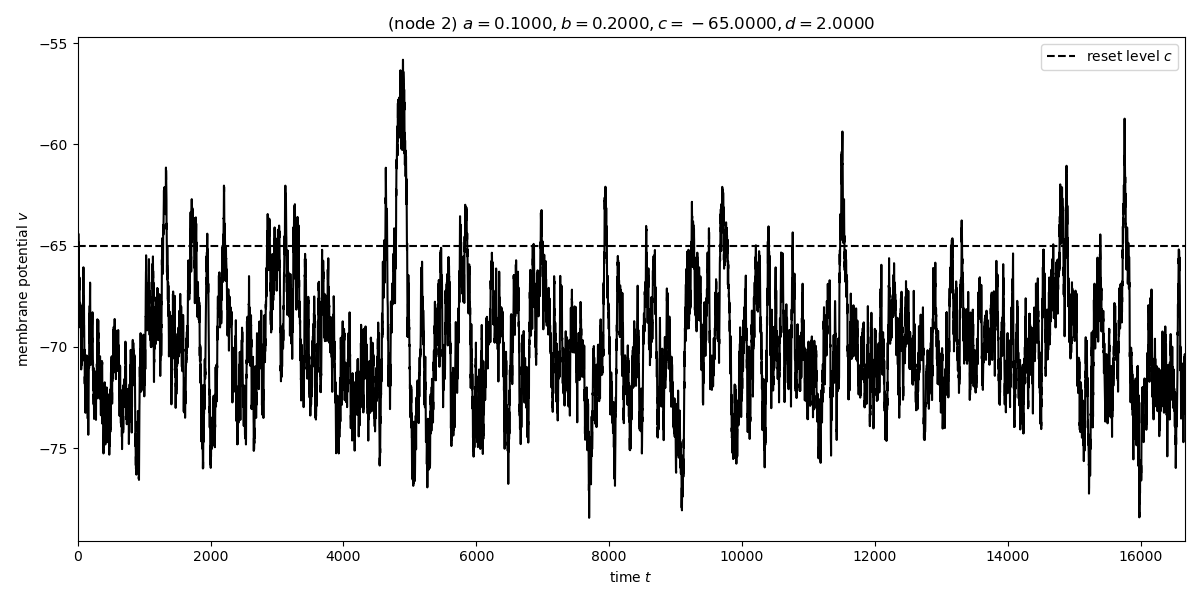 (node 2) a = 0.1000, b = 0.2000, c = −65.0000, d = 2.0000
reset level c
membrane potential v
−55
−60
−65
−70
−75
0 2000 4000 6000 8000 10000 12000 14000 16000
time t